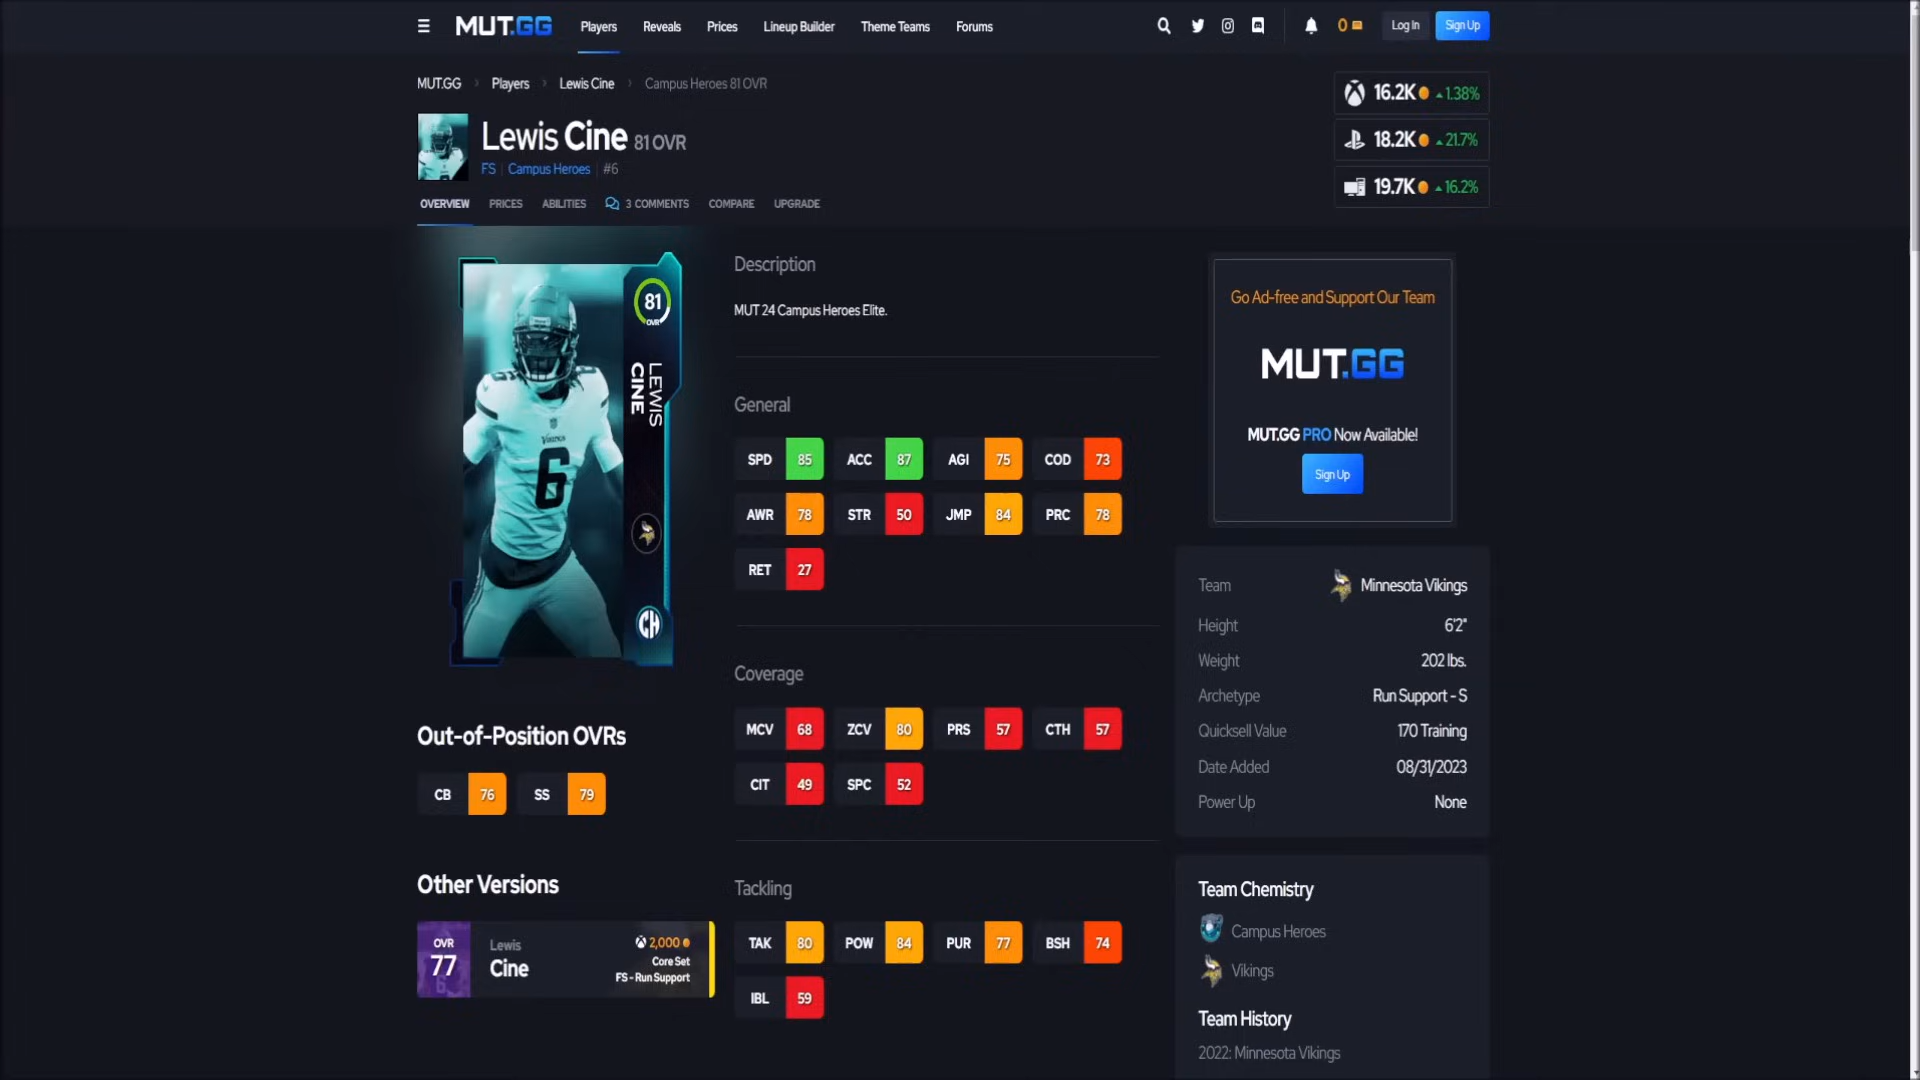 MUT.GG
Players
Reveals
Prices
Lineup Builder
Theme Teams
Forums
0
Log In
Sign Up
MUT.GG
Players
Lewis Cine
Campus Heroes 81 OVR
Lewis Cine 81 OVR
FS | Campus Heroes | #6
16.2K 1.38%
18.2K 21.7%
19.7K 16.2%
OVERVIEW
PRICES
ABILITIES
3 COMMENTS
COMPARE
UPGRADE
81
OVR
LEWIS
CINE
VIKINGS
6
6
CH
Description
MUT 24 Campus Heroes Elite.
General
SPD 85 ACC 87 AGI 75 COD 73
AWR 78 STR 50 JMP 84 PRC 78
RET 27
Coverage
MCV 68 ZCV 80 PRS 57 CTH 57
CIT 49 SPC 52
Tackling
TAK 80 POW 84 PUR 77 BSH 74
IBL 59
Out-of-Position OVRs
CB 76 SS 79
Other Versions
OVR
77
Lewis
Cine
2,000
Core Set
FS - Run Support
Go Ad-free and Support Our Team
MUT.GG
MUT.GG PRO Now Available!
Sign Up
Team Minnesota Vikings
Height 6'2"
Weight 202 lbs.
Archetype Run Support - S
Quicksell Value 170 Training
Date Added 08/31/2023
Power Up None
Team Chemistry
Campus Heroes
Vikings
Team History
2022: Minnesota Vikings